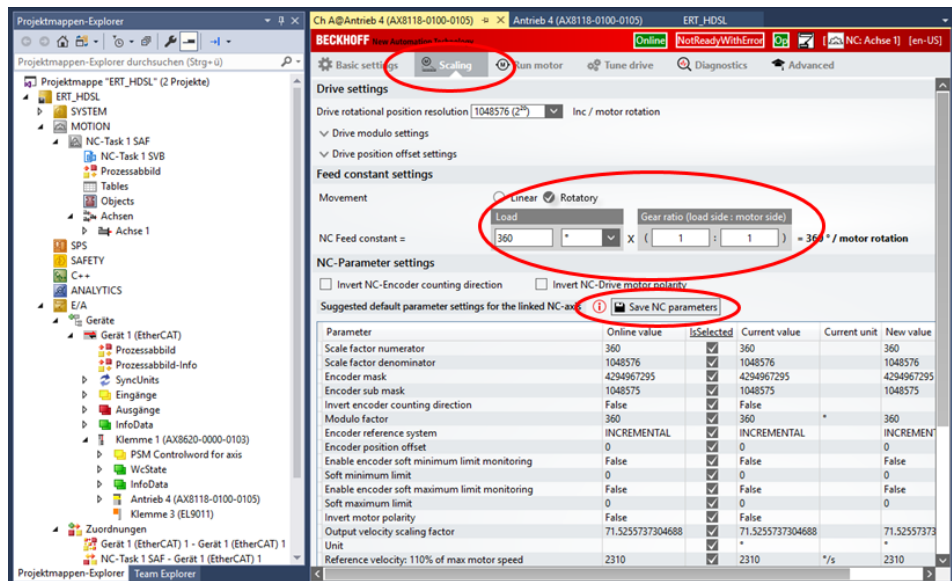 Projektmappen-Explorer
Projektmappen-Explorer durchsuchen (Strg+ü)
Projektmappe "ERT_HDSL" (2 Projekte)
ERT_HDSL
SYSTEM
MOTION
NC-Task 1 SAF
NC-Task 1 SVB
Prozessabbild
Tables
Objects
Achsen
Achse 1
SPS
SAFETY
C++
ANALYTICS
E/A
Geräte
Gerät 1 (EtherCAT)
Prozessabbild
Prozessabbild-Info
SyncUnits
Eingänge
Ausgänge
InfoData
Klemme 1 (AX8620-0000-0103)
PSM Controlword for axis
WcState
InfoData
Antrieb 4 (AX8118-0100-0105)
Klemme 3 (EL9011)
Zuordnungen
Gerät 1 (EtherCAT) 1 - Gerät 1 (EtherCAT) 1
NC-Task 1 SAF - Gerät 1 (EtherCAT) 1
Projektmappen-Explorer Team Explorer
Ch A@Antrieb 4 (AX8118-0100-0105) Antrieb 4 (AX8118-0100-0105) ERT_HDSL
BECKHOFF New Automation Technology Online NotReadyWithError Op [ NC: Achse 1] [en-US]
Basic settings Scaling Run motor Tune drive Diagnostics Advanced
Drive settings
Drive rotational position resolution 1048576 (2²⁰) Inc / motor rotation
Drive modulo settings
Drive position offset settings
Feed constant settings
Movement Linear Rotatory
Load Gear ratio (load side : motor side)
NC Feed constant = 360 ° X ( 1 : 1 ) = 360 ° / motor rotation
NC-Parameter settings
Invert NC-Encoder counting direction Invert NC-Drive motor polarity
Suggested default parameter settings for the linked NC-axis Save NC parameters
Parameter Online value IsSelected Current value Current unit New value
Scale factor numerator 360 360 360
Scale factor denominator 1048576 1048576 1048576
Encoder mask 4294967295 4294967295 4294967295
Encoder sub mask 1048575 1048575 1048575
Invert encoder counting direction False False
Modulo factor 360 360 ° 360
Encoder reference system INCREMENTAL INCREMENTAL INCREMEN
Encoder position offset 0 0 0
Enable encoder soft minimum limit monitoring False False False
Soft minimum limit 0 0 0
Enable encoder soft maximum limit monitoring False False False
Soft maximum limit 0 0 0
Invert motor polarity False False
Output velocity scaling factor 71.5255737304688 71.5255737304688 71.5255737
Unit ° °
Reference velocity: 110% of max motor speed 2310 2310 °/s 2310